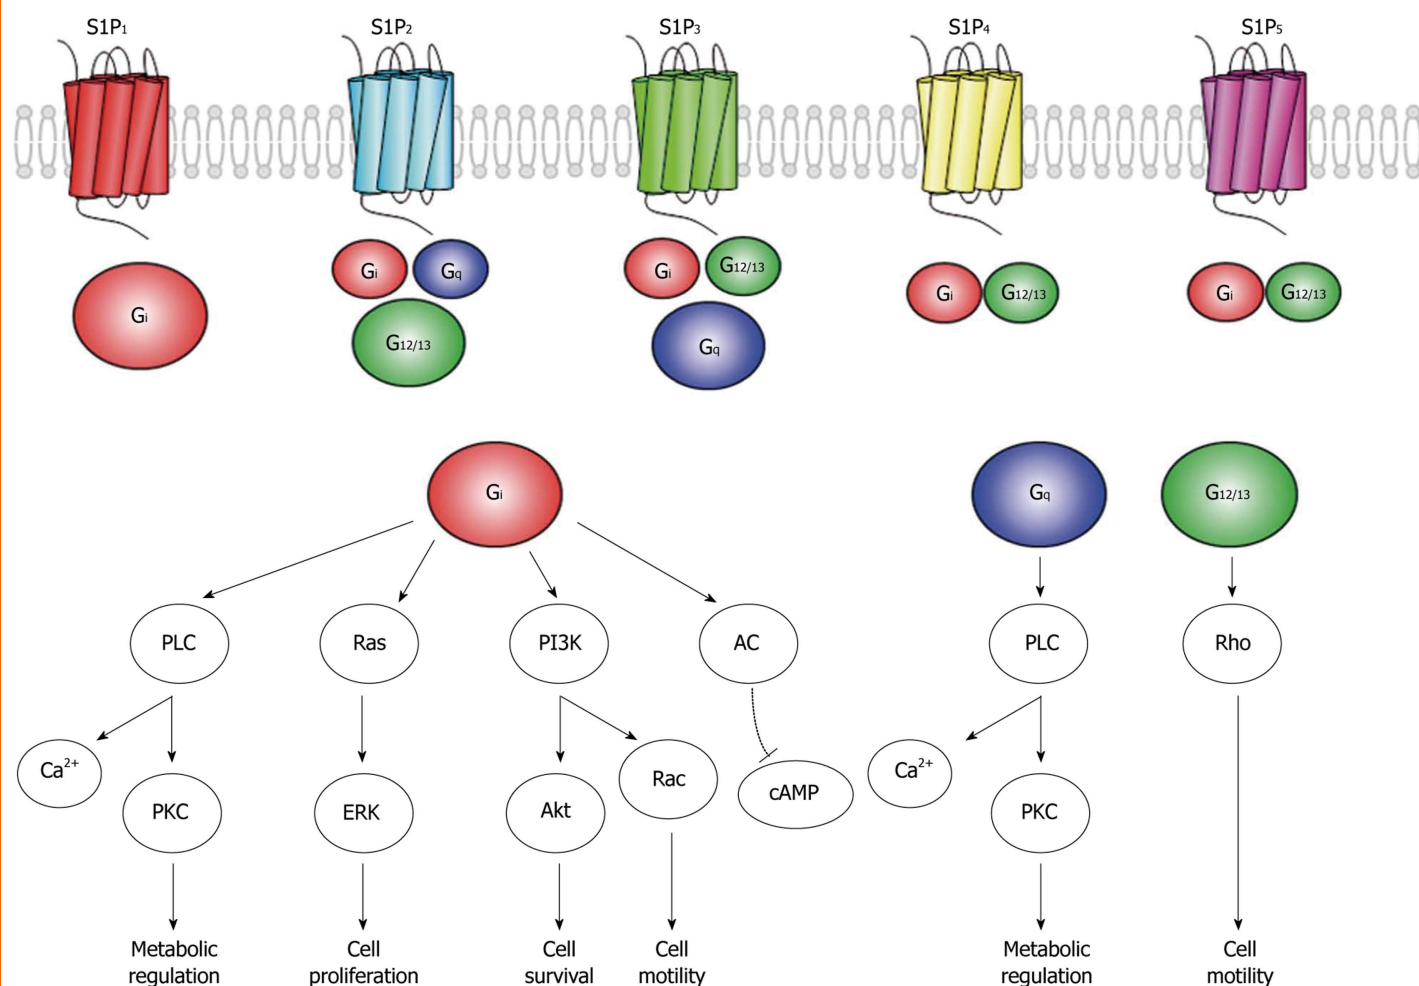 S1P1
S1P2
S1P3
S1P4
S1P5
Gi
Gi
Gq
G12/13
Gi
G12/13
Gq
Gi
G12/13
Gi
G12/13
Gi
Gq
G12/13
PLC
Ras
PI3K
AC
PLC
Rho
Ca2+
PKC
ERK
Akt
Rac
cAMP
Ca2+
PKC
Metabolic
regulation
Cell
proliferation
Cell
survival
Cell
motility
Metabolic
regulation
Cell
motility